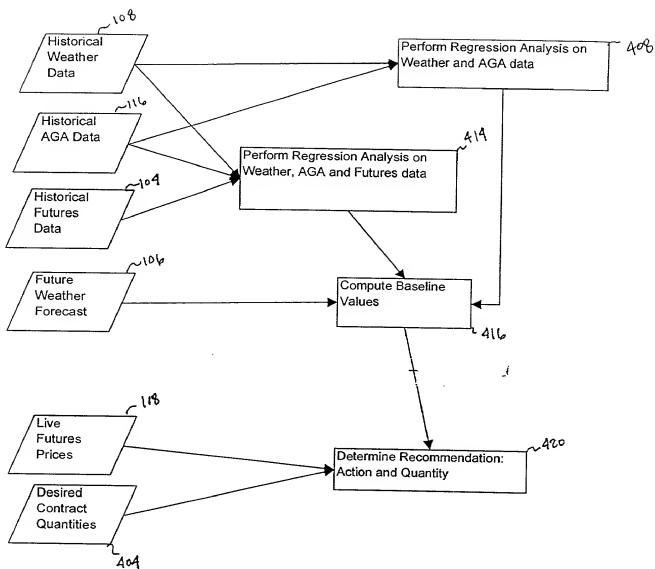 108
Historical
Weather
Data
Perform Regression Analysis on
Weather and AGA data
408
116
Historical
AGA Data
414
Perform Regression Analysis on
Weather, AGA and Futures data
104
Historical
Futures
Data
106
Future
Weather
Forecast
Compute Baseline
Values
416
118
Live
Futures
Prices
420
Determine Recommendation:
Action and Quantity
Desired
Contract
Quantities
404